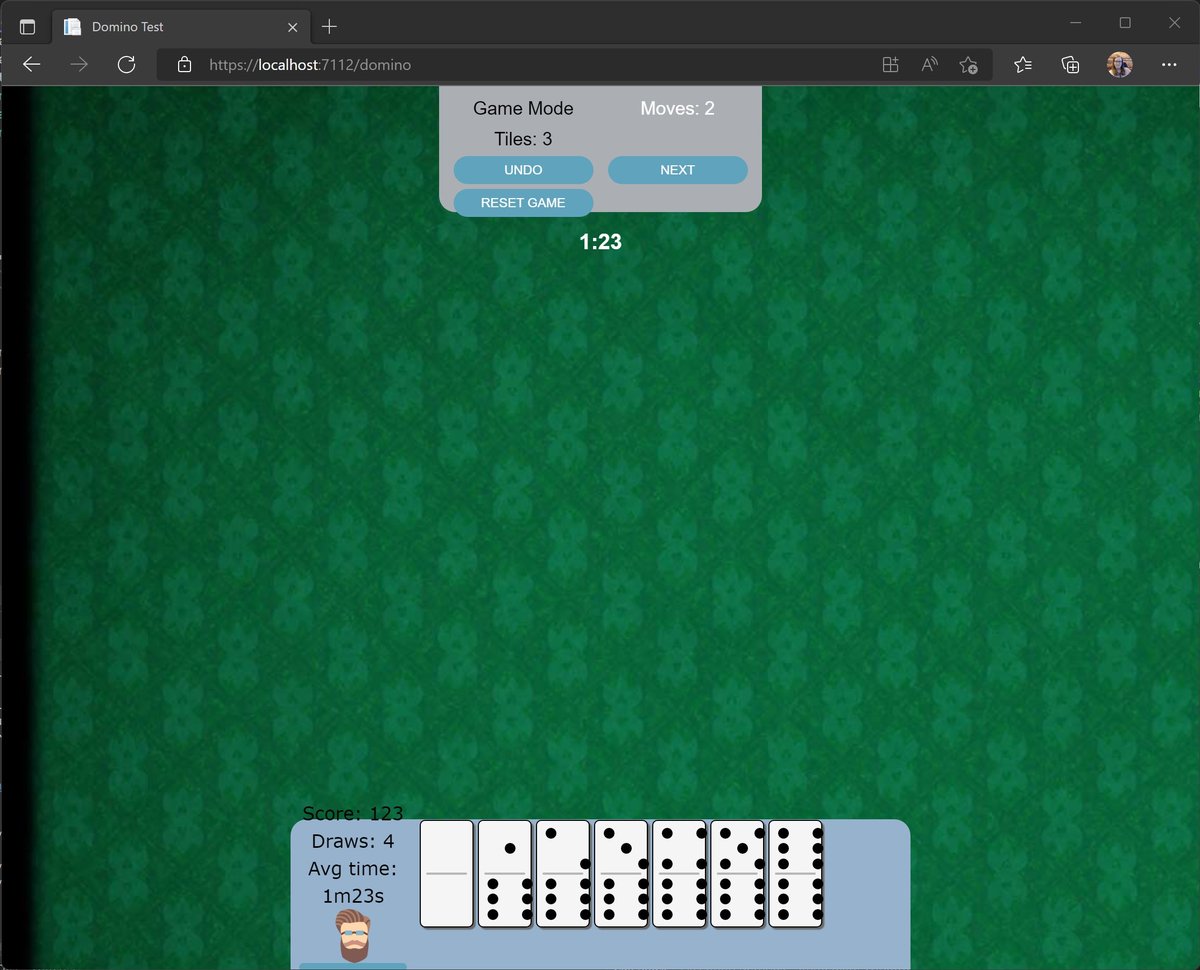 Domino Test
https://localhost:7112/domino
Game Mode
Moves: 2
Tiles: 3
UNDO
NEXT
RESET GAME
1:23
Score: 123
Draws: 4
Avg time:
1m23s